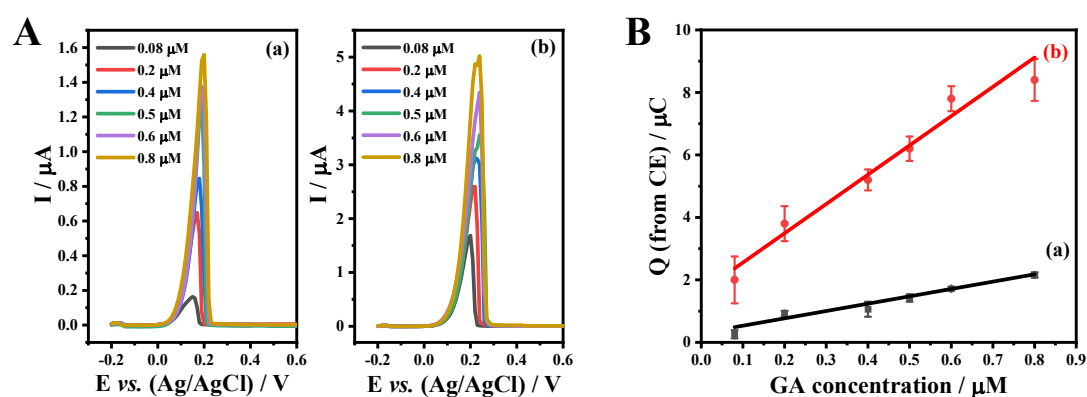 A
(a)
0.08 µM
0.2 µM
0.4 µM
0.5 µM
0.6 µM
0.8 µM
I / µA
1.6
1.4
1.2
1.0
0.8
0.6
0.4
0.2
0.0
-0.2 0.0 0.2 0.4 0.6
E vs. (Ag/AgCl) / V
(b)
0.08 µM
0.2 µM
0.4 µM
0.5 µM
0.6 µM
0.8 µM
I / µA
5
4
3
2
1
0
-0.2 0.0 0.2 0.4 0.6
E vs. (Ag/AgCl) / V
B
(b)
(a)
Q (from CE) / µC
8
6
4
2
0
0.0 0.1 0.2 0.3 0.4 0.5 0.6 0.7 0.8 0.9
GA concentration / µM